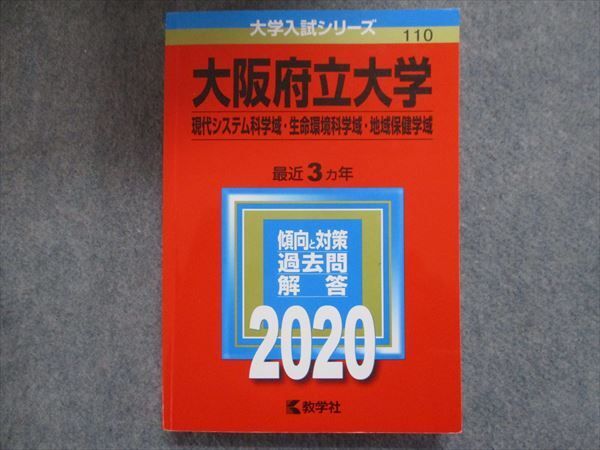 大学入試シリーズ
110
大阪府立大学
現代システム科学域・生命環境科学域・地域保健学域
最近3カ年
傾向と対策
過去問
解答
2020
教学社